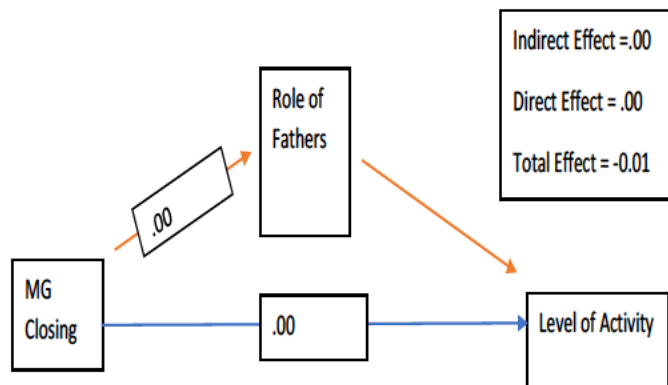 Indirect Effect =.00
Direct Effect = .00
Total Effect = -0.01
Role of
Fathers
.00
MG
Closing
.00
Level of Activity